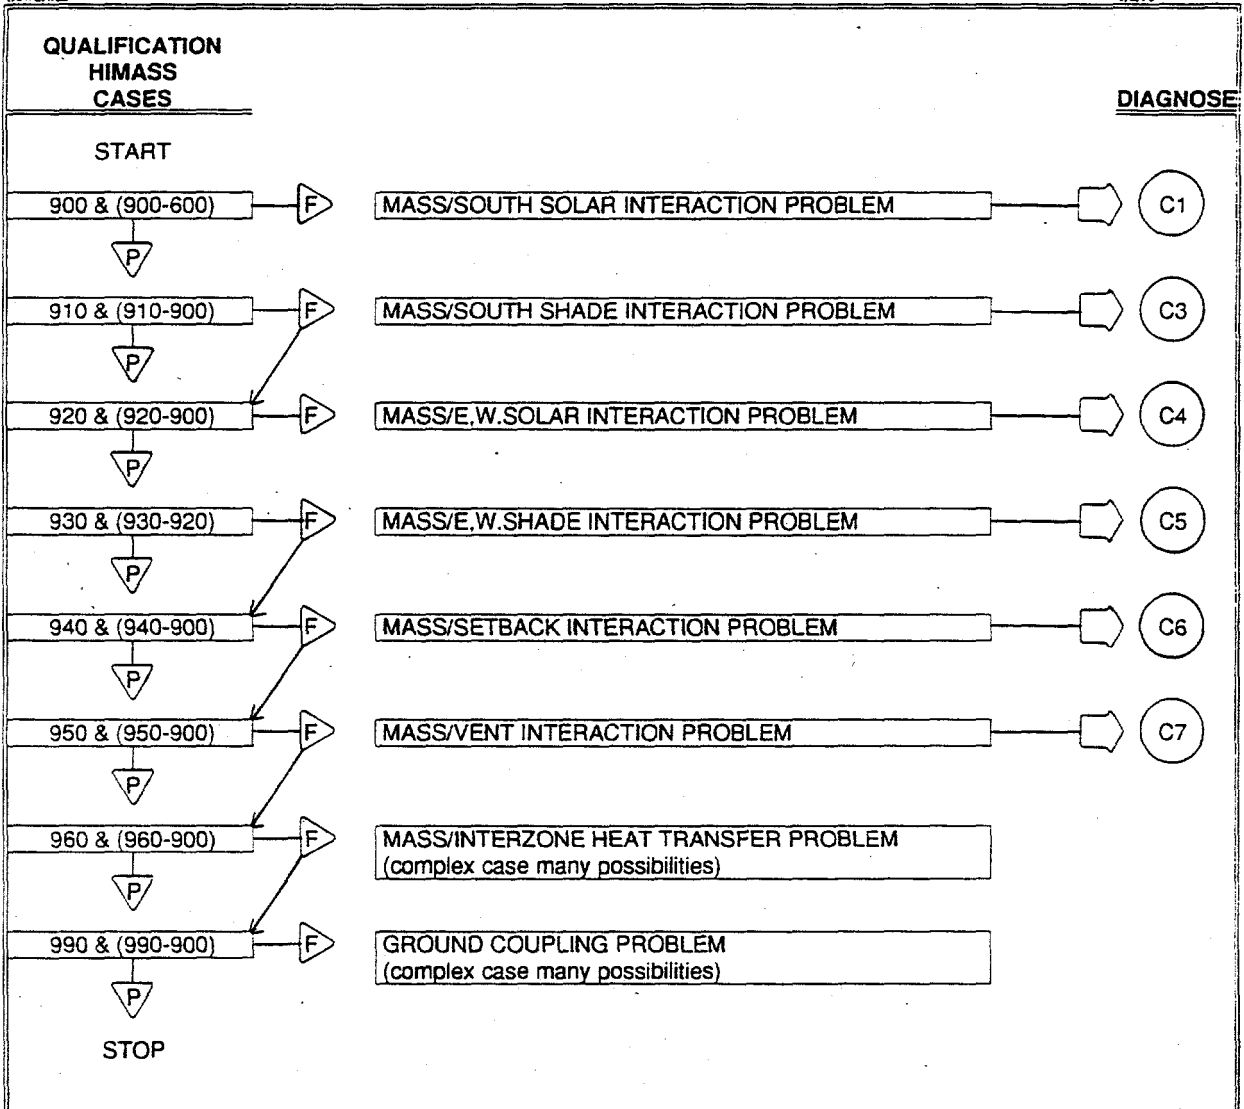 QUALIFICATION
HIMASS
CASES
DIAGNOSE
START
900 & (900-600) F MASS/SOUTH SOLAR INTERACTION PROBLEM C1
P
910 & (910-900) F MASS/SOUTH SHADE INTERACTION PROBLEM C3
P
920 & (920-900) F MASS/E,W.SOLAR INTERACTION PROBLEM C4
P
930 & (930-920) F MASS/E,W.SHADE INTERACTION PROBLEM C5
P
940 & (940-900) F MASS/SETBACK INTERACTION PROBLEM C6
P
950 & (950-900) F MASS/VENT INTERACTION PROBLEM C7
P
960 & (960-900) F MASS/INTERZONE HEAT TRANSFER PROBLEM
(complex case many possibilities)
P
990 & (990-900) F GROUND COUPLING PROBLEM
(complex case many possibilities)
P
STOP